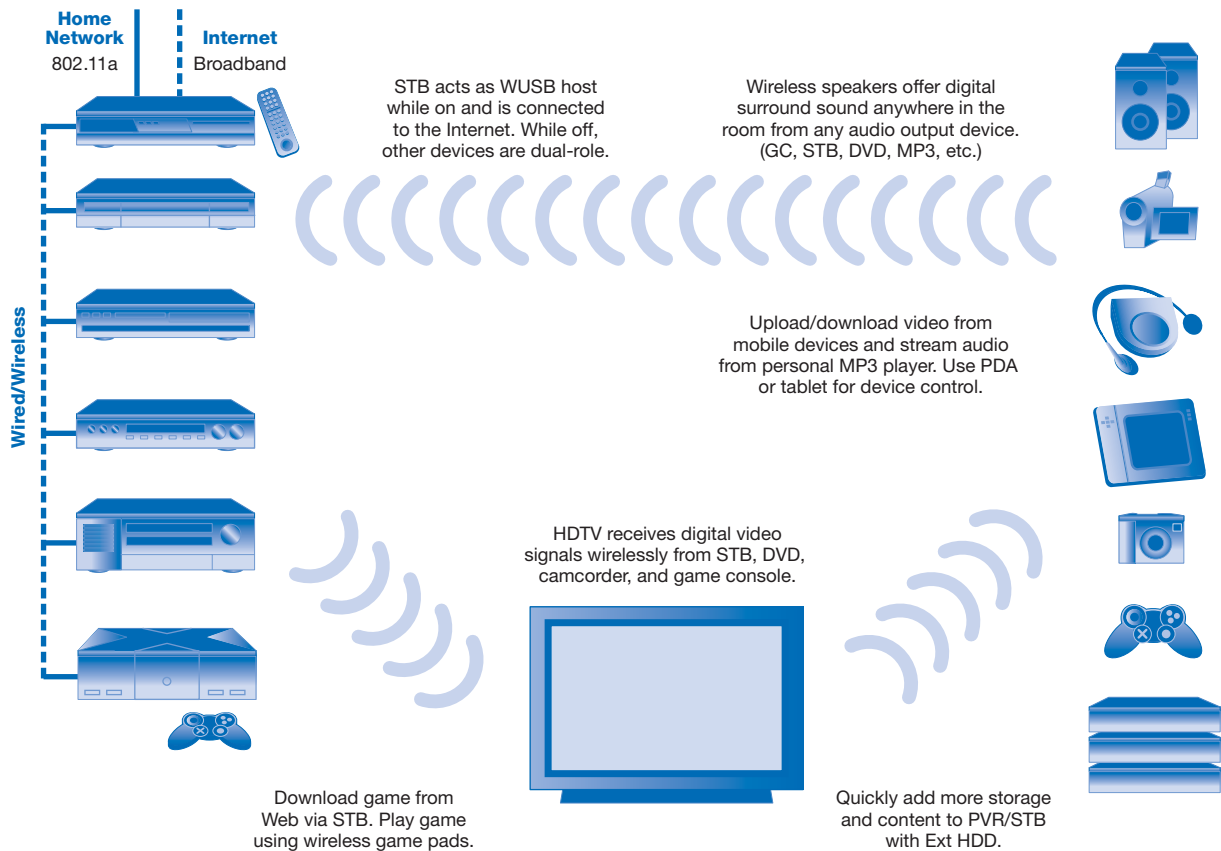 Home
Network
802.11a
Internet
Broadband
STB acts as WUSB host
while on and is connected
to the Internet. While off,
other devices are dual-role.
Wireless speakers offer digital
surround sound anywhere in the
room from any audio output device.
(GC, STB, DVD, MP3, etc.)
Wired/Wireless
Upload/download video from
mobile devices and stream audio
from personal MP3 player. Use PDA
or tablet for device control.
HDTV receives digital video
signals wirelessly from STB, DVD,
camcorder, and game console.
Download game from
Web via STB. Play game
using wireless game pads.
Quickly add more storage
and content to PVR/STB
with Ext HDD.